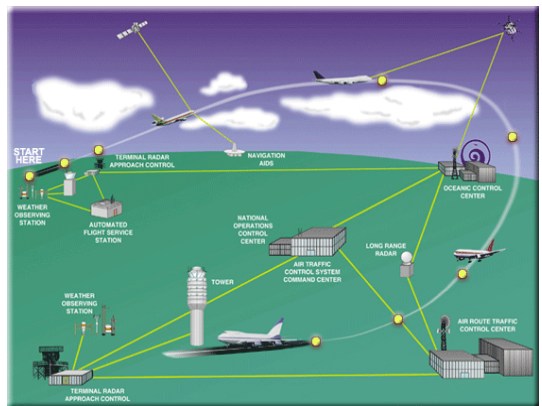 START
HERE
TERMINAL RADAR
APPROACH CONTROL
NAVIGATION
AIDS
WEATHER
OBSERVING
STATION
AUTOMATED
FLIGHT SERVICE
STATION
OCEANIC CONTROL
CENTER
NATIONAL
OPERATIONS
CONTROL
CENTER
AIR TRAFFIC
CONTROL SYSTEM
COMMAND CENTER
LONG RANGE
RADAR
TOWER
WEATHER
OBSERVING
STATION
AIR ROUTE TRAFFIC
CONTROL CENTER
TERMINAL RADAR
APPROACH CONTROL